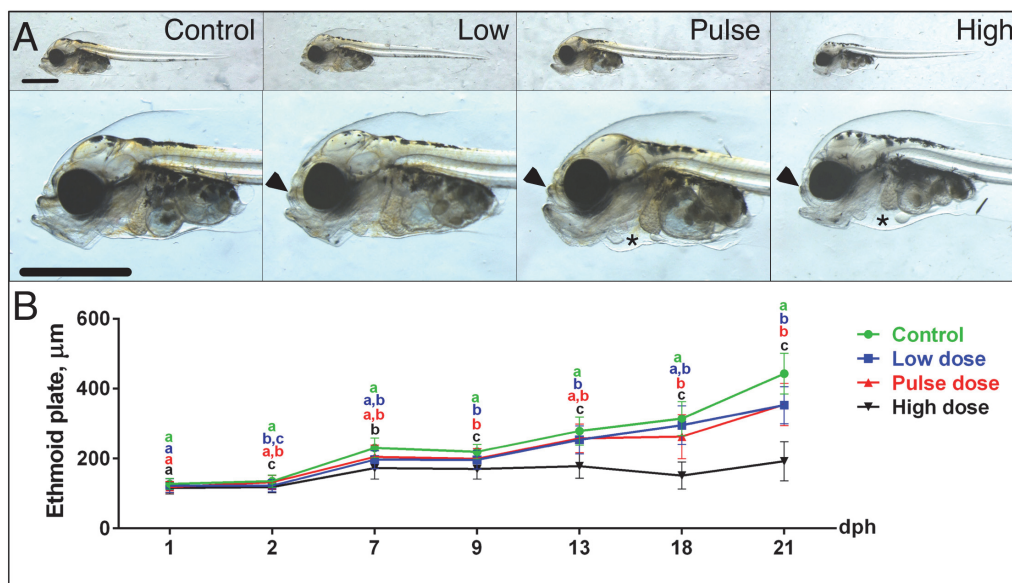 A
Control
Low
Pulse
High
*
*
B
600
400
200
0
Ethmoid plate, µm
a
a
a
a
a
b,c
a,b
c
a
a,b
a,b
b
a
b
b
c
a
b
a,b
c
a
a,b
b
c
a
b
b
c
1 2 7 9 13 18 21
dph
Control
Low dose
Pulse dose
High dose